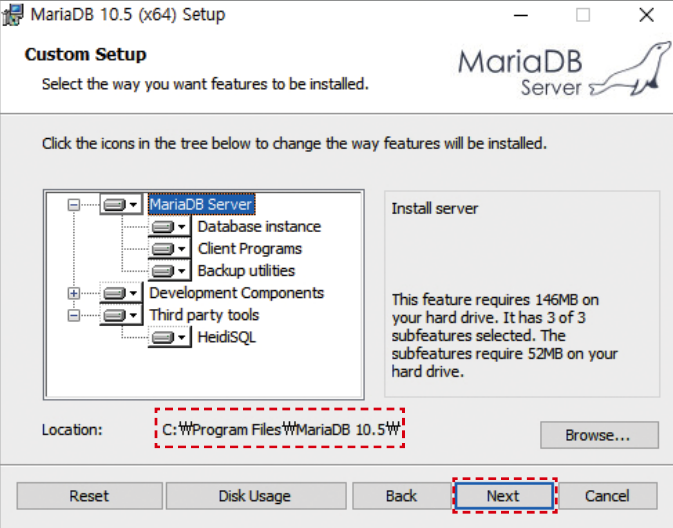 MariaDB 10.5 (x64) Setup
Custom Setup
Select the way you want features to be installed.
MariaDB
Server
Click the icons in the tree below to change the way features will be installed.
MariaDB Server
Database instance
Client Programs
Backup utilities
Development Components
Third party tools
HeidiSQL
Install server
This feature requires 146MB on
your hard drive. It has 3 of 3
subfeatures selected. The
subfeatures require 52MB on your
hard drive.
Location:
C:₩Program Files₩MariaDB 10.5₩
Browse...
Reset
Disk Usage
Back
Next
Cancel